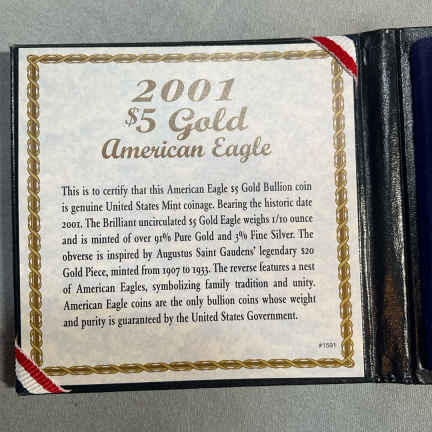 2001
$5 Gold
American Eagle
This is to certify that this American Eagle $5 Gold Bullion coin
is genuine United States Mint coinage. Bearing the historic date
2001. The Brilliant uncirculated $5 Gold Eagle weighs 1/10 ounce
and is minted of over 91% Pure Gold and 3% Fine Silver. The
obverse is inspired by Augustus Saint Gaudens' legendary $20
Gold Piece, minted from 1907 to 1933. The reverse features a nest
of American Eagles, symbolizing family tradition and unity.
American Eagle coins are the only bullion coins whose weight
and purity is guaranteed by the United States Government.
#1591